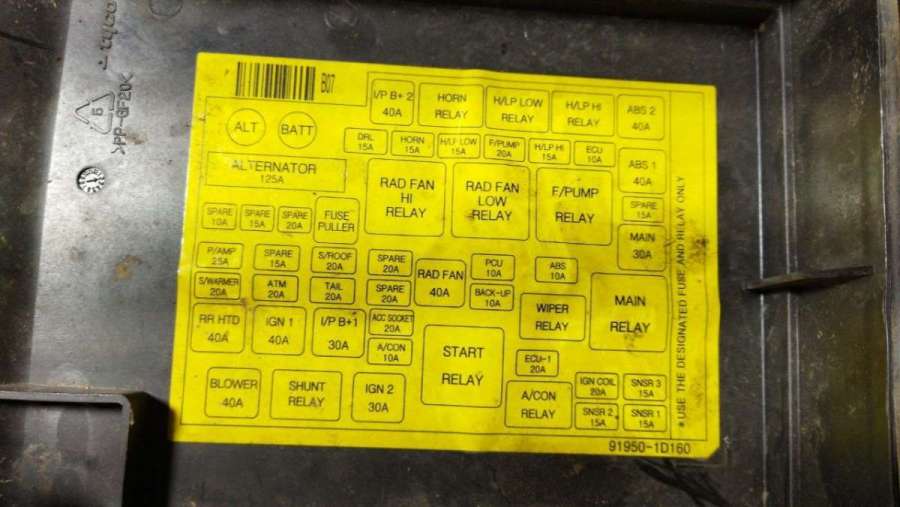 tyco
5
>PP-GF20<
B07
I/P B+ 2
40A
HORN
RELAY
H/LP LOW
RELAY
H/LP HI
RELAY
ABS 2
40A
ALT
BATT
DRL
15A
HORN
15A
H/LP LOW
15A
F/PUMP
20A
H/LP HI
15A
ECU
10A
ABS 1
40A
ALTERNATOR
125A
RAD FAN
HI
RELAY
RAD FAN
LOW
RELAY
F/PUMP
RELAY
SPARE
15A
SPARE
10A
SPARE
15A
SPARE
20A
FUSE
PULLER
MAIN
30A
P/AMP
25A
SPARE
15A
S/ROOF
20A
SPARE
20A
RAD FAN
40A
PCU
10A
ABS
10A
S/WARMER
20A
ATM
20A
TAIL
20A
SPARE
20A
BACK-UP
10A
WIPER
RELAY
MAIN
RELAY
RR HTD
40A
IGN 1
40A
I/P B+1
30A
ACC SOCKET
20A
A/CON
10A
START
RELAY
ECU-1
20A
BLOWER
40A
SHUNT
RELAY
IGN 2
30A
A/CON
RELAY
IGN COIL
20A
SNSR 3
15A
SNSR 2
15A
SNSR 1
15A
*USE THE DESIGNATED FUSE AND RELAY ONLY
91950-1D160